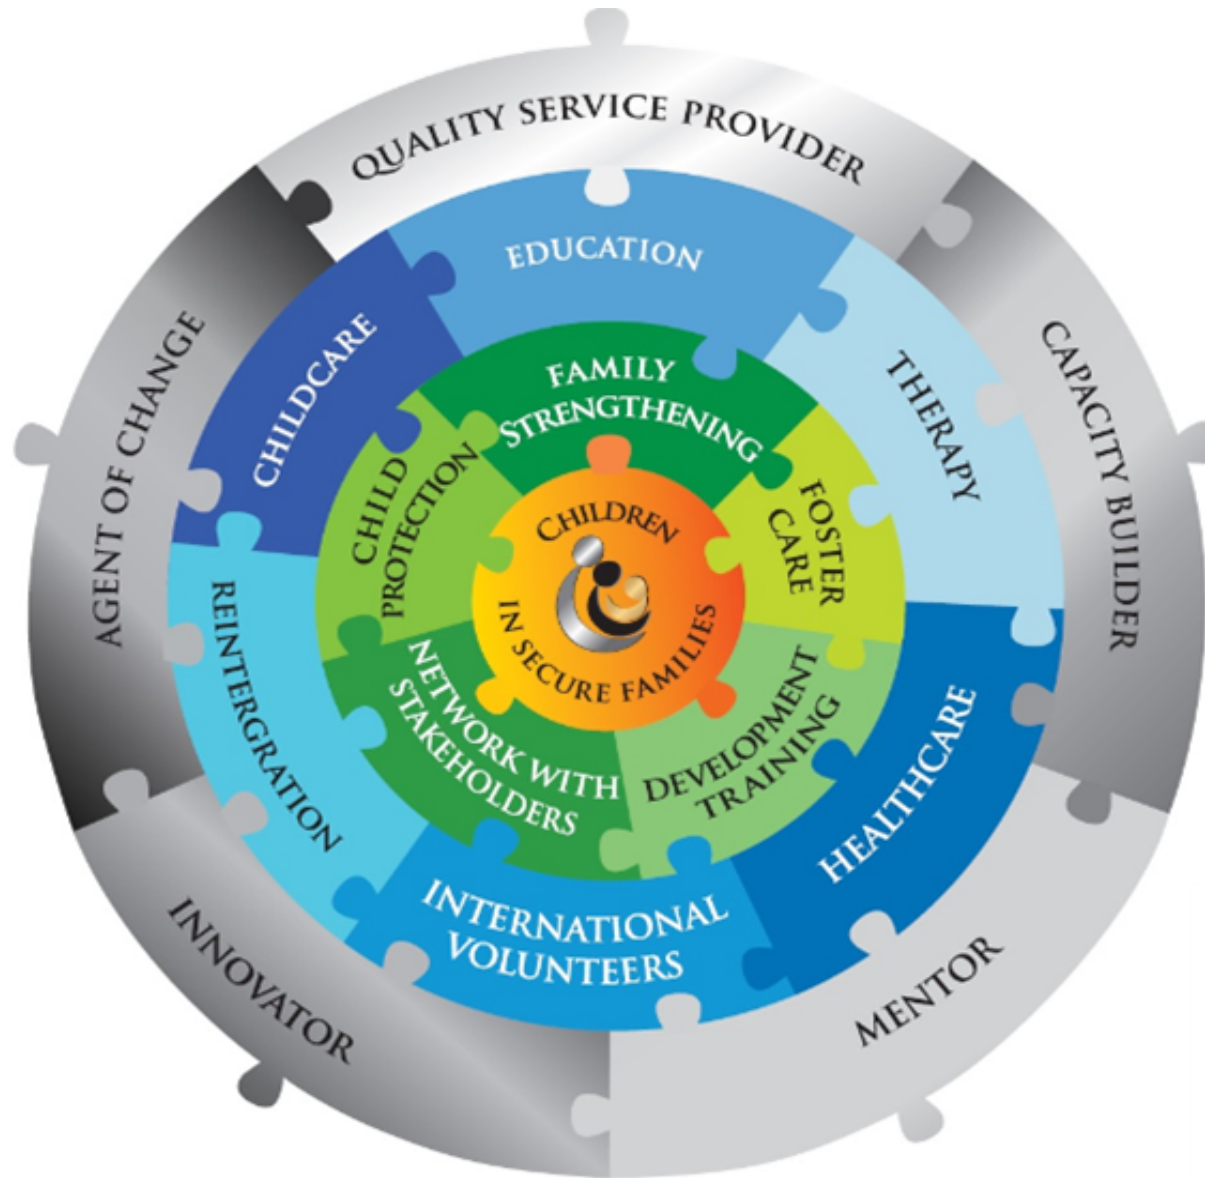 QUALITY SERVICE PROVIDER
CAPACITY BUILDER
MENTOR
INNOVATOR
AGENT OF CHANGE
EDUCATION
THERAPY
HEALTHCARE
INTERNATIONAL
VOLUNTEERS
REINTERGRATION
CHILDCARE
FAMILY
STRENGTHENING
FOSTER
CARE
DEVELOPMENT
TRAINING
NETWORK WITH
STAKEHOLDERS
CHILD
PROTECTION
CHILDREN
IN SECURE FAMILIES